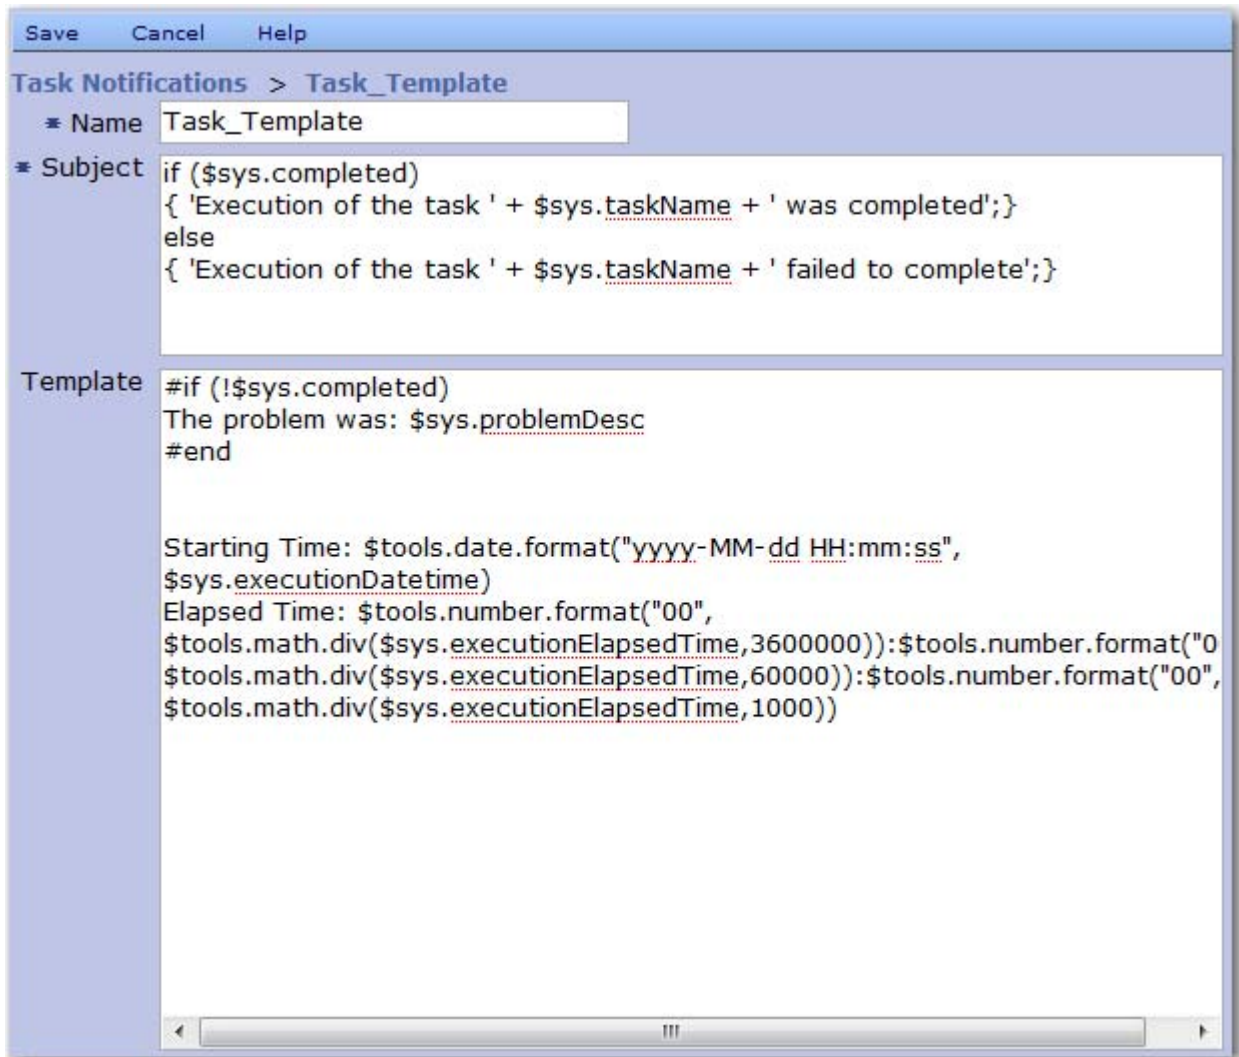 Save Cancel Help
Task Notifications > Task_Template
* Name Task_Template
* Subject if ($sys.completed)
{ 'Execution of the task ' + $sys.taskName + ' was completed';}
else
{ 'Execution of the task ' + $sys.taskName + ' failed to complete';}
Template #if (!$sys.completed)
The problem was: $sys.problemDesc
#end
Starting Time: $tools.date.format("yyyy-MM-dd HH:mm:ss",
$sys.executionDatetime)
Elapsed Time: $tools.number.format("00",
$tools.math.div($sys.executionElapsedTime,3600000)):$tools.number.format("0
$tools.math.div($sys.executionElapsedTime,60000)):$tools.number.format("00",
$tools.math.div($sys.executionElapsedTime,1000))